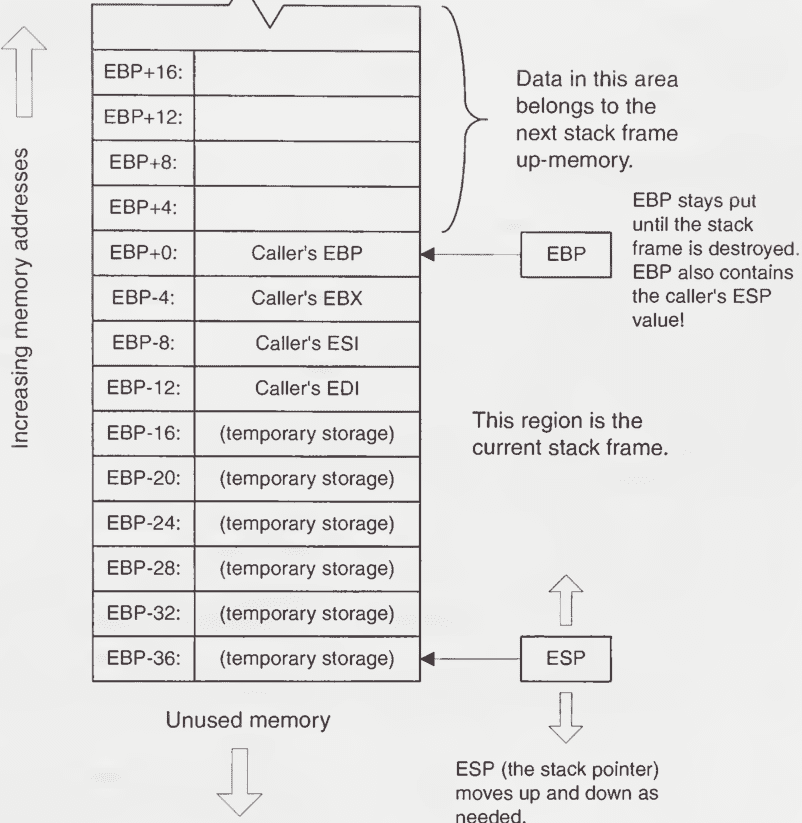 Increasing memory addresses
EBP+16:
EBP+12:
EBP+8:
EBP+4:
EBP+0: Caller's EBP
EBP-4: Caller's EBX
EBP-8: Caller's ESI
EBP-12: Caller's EDI
EBP-16: (temporary storage)
EBP-20: (temporary storage)
EBP-24: (temporary storage)
EBP-28: (temporary storage)
EBP-32: (temporary storage)
EBP-36: (temporary storage)
Unused memory
Data in this area
belongs to the
next stack frame
up-memory.
EBP
EBP stays put
until the stack
frame is destroyed.
EBP also contains
the caller's ESP
value!
This region is the
current stack frame.
ESP
ESP (the stack pointer)
moves up and down as
needed.